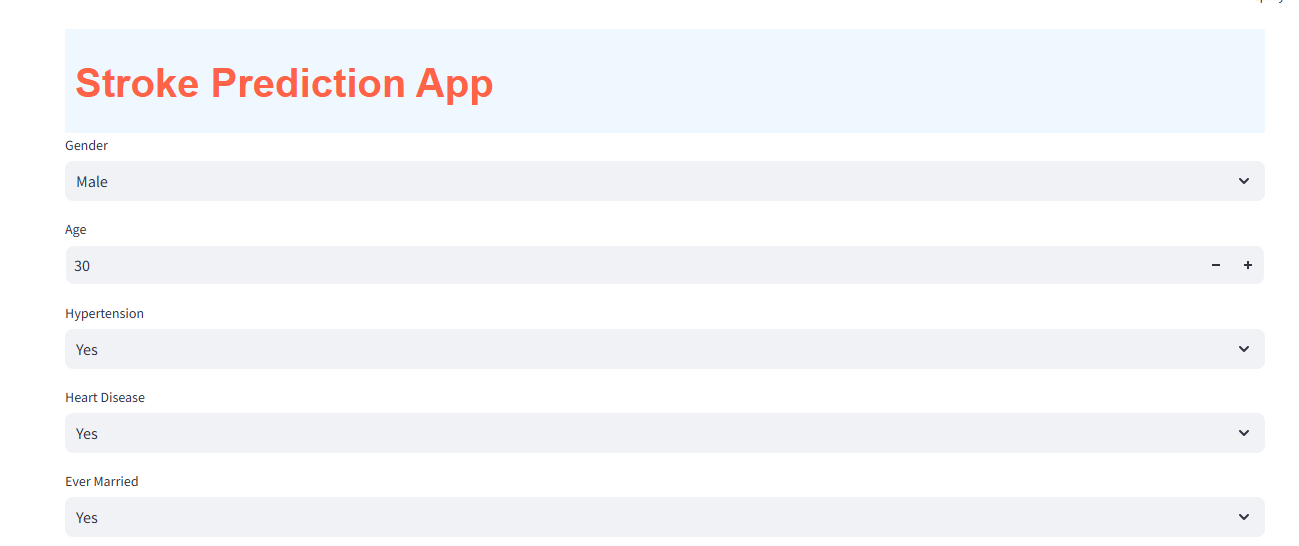 Stroke Prediction App
Gender
Male
Age
30
Hypertension
Yes
Heart Disease
Yes
Ever Married
Yes